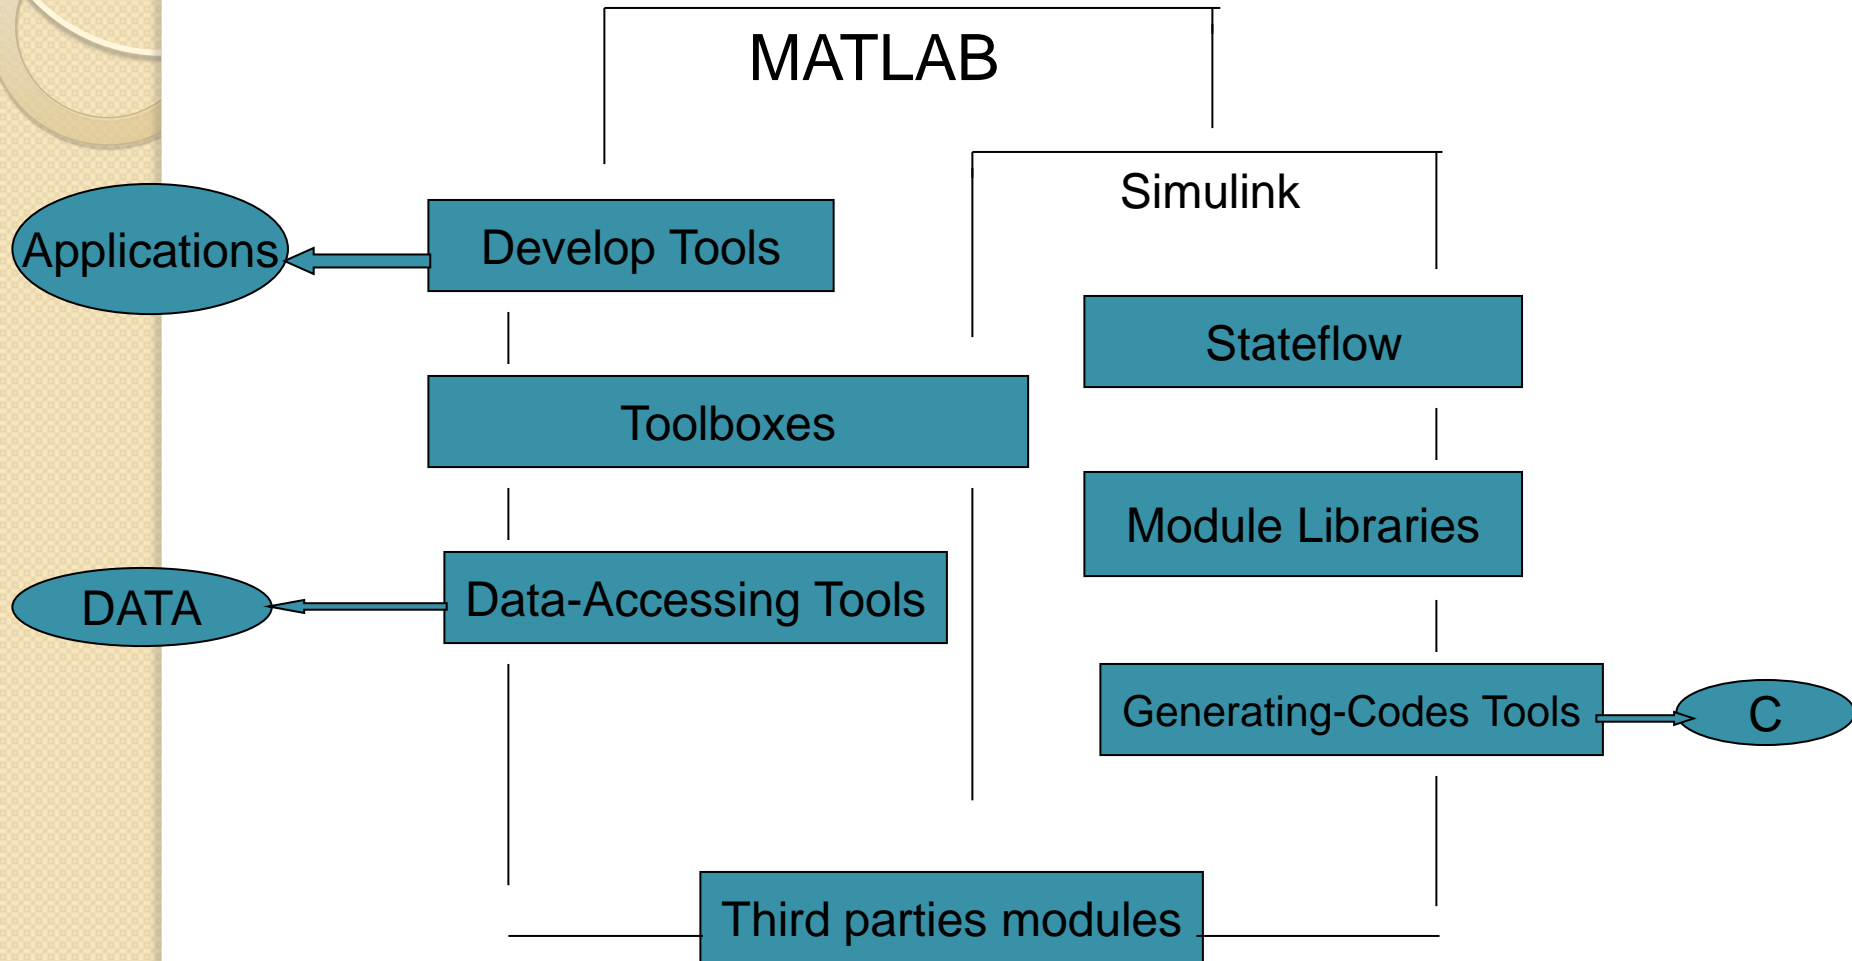 MATLAB
Simulink
Applications
Develop Tools
Stateflow
Toolboxes
Module Libraries
DATA
Data-Accessing Tools
Generating-Codes Tools
C
Third parties modules